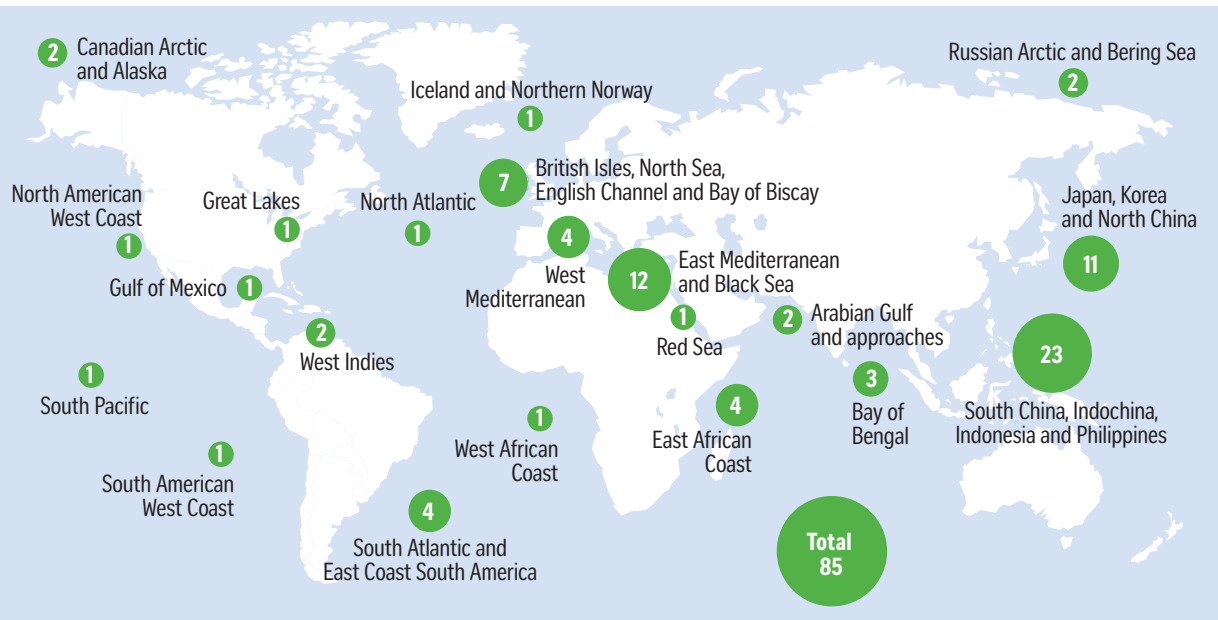 2
Canadian Arctic
and Alaska
Russian Arctic and Bering Sea
2
Iceland and Northern Norway
1
7
British Isles, North Sea,
English Channel and Bay of Biscay
North American
West Coast
1
Great Lakes
1
North Atlantic
1
Japan, Korea
and North China
11
4
West
Mediterranean
12
East Mediterranean
and Black Sea
Gulf of Mexico
1
1
Red Sea
2
Arabian Gulf
and approaches
2
West Indies
23
South China, Indochina,
Indonesia and Philippines
3
Bay of
Bengal
1
South Pacific
1
West African
Coast
4
East African
Coast
1
South American
West Coast
4
South Atlantic and
East Coast South America
Total
85